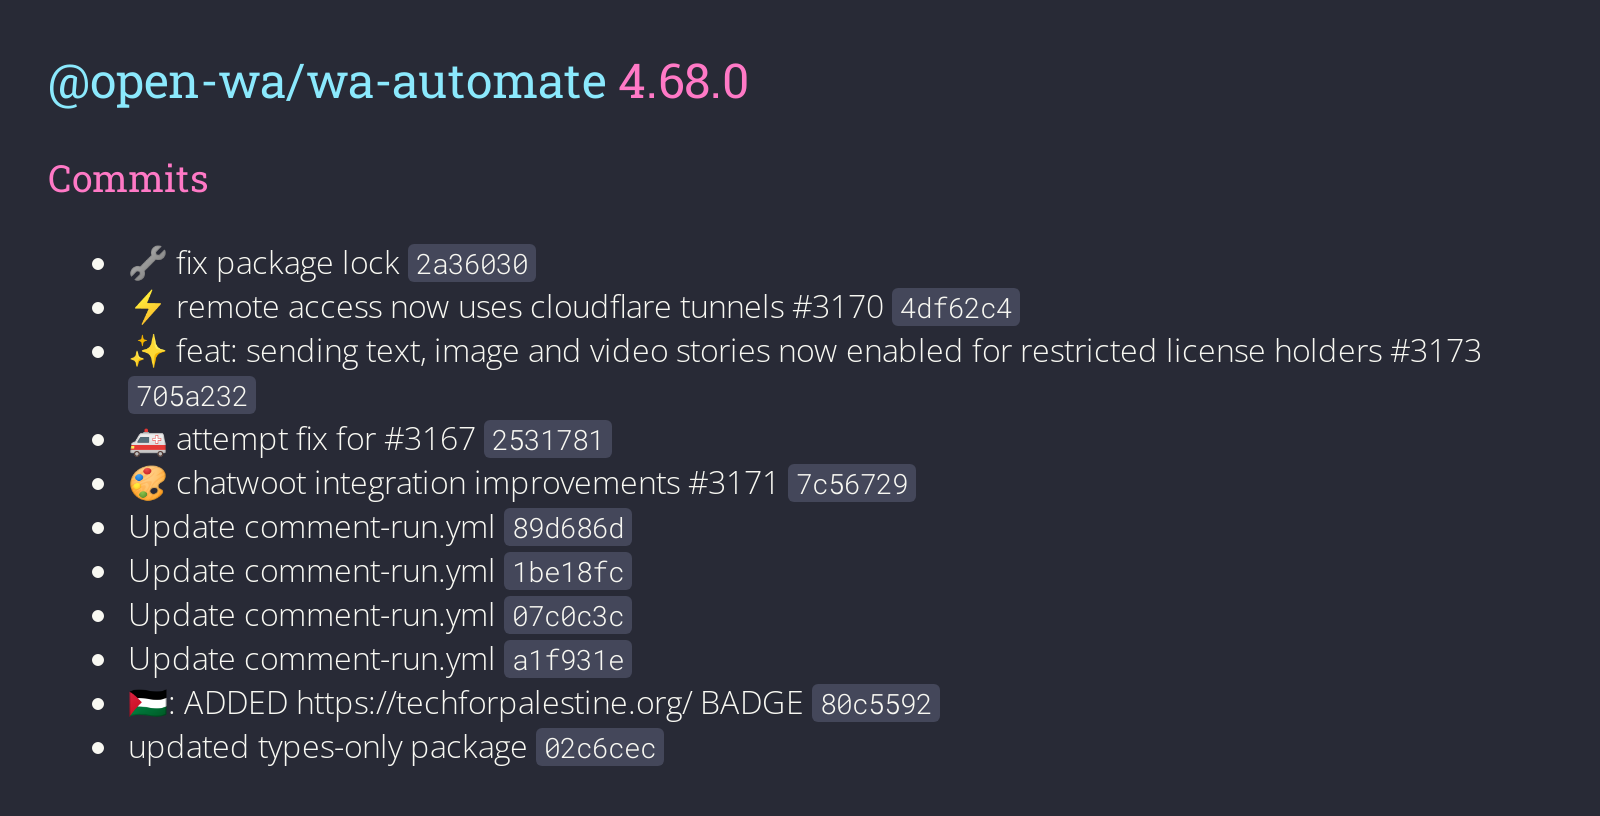 @open-wa/wa-automate 4.68.0
Commits
🔧 fix package lock 2a36030
⚡ remote access now uses cloudflare tunnels #3170 4df62c4
✨ feat: sending text, image and video stories now enabled for restricted license holders #3173
705a232
🚑 attempt fix for #3167 2531781
🎨 chatwoot integration improvements #3171 7c56729
Update comment-run.yml 89d686d
Update comment-run.yml 1be18fc
Update comment-run.yml 07c0c3c
Update comment-run.yml a1f931e
🇵🇸: ADDED https://techforpalestine.org/ BADGE 80c5592
updated types-only package 02c6cec